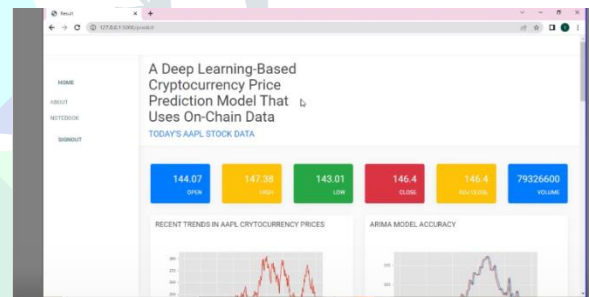 Result
127.0.0.1:5000/predict
HOME
ABOUT
NOTEBOOK
SIGNOUT
A Deep Learning-Based
Cryptocurrency Price
Prediction Model That
Uses On-Chain Data
TODAY'S AAPL STOCK DATA
144.07
OPEN
147.38
HIGH
143.01
LOW
146.4
CLOSE
146.4
ADJ CLOSE
79326600
VOLUME
RECENT TRENDS IN AAPL CRYTOCURRENCY PRICES
ARIMA MODEL ACCURACY